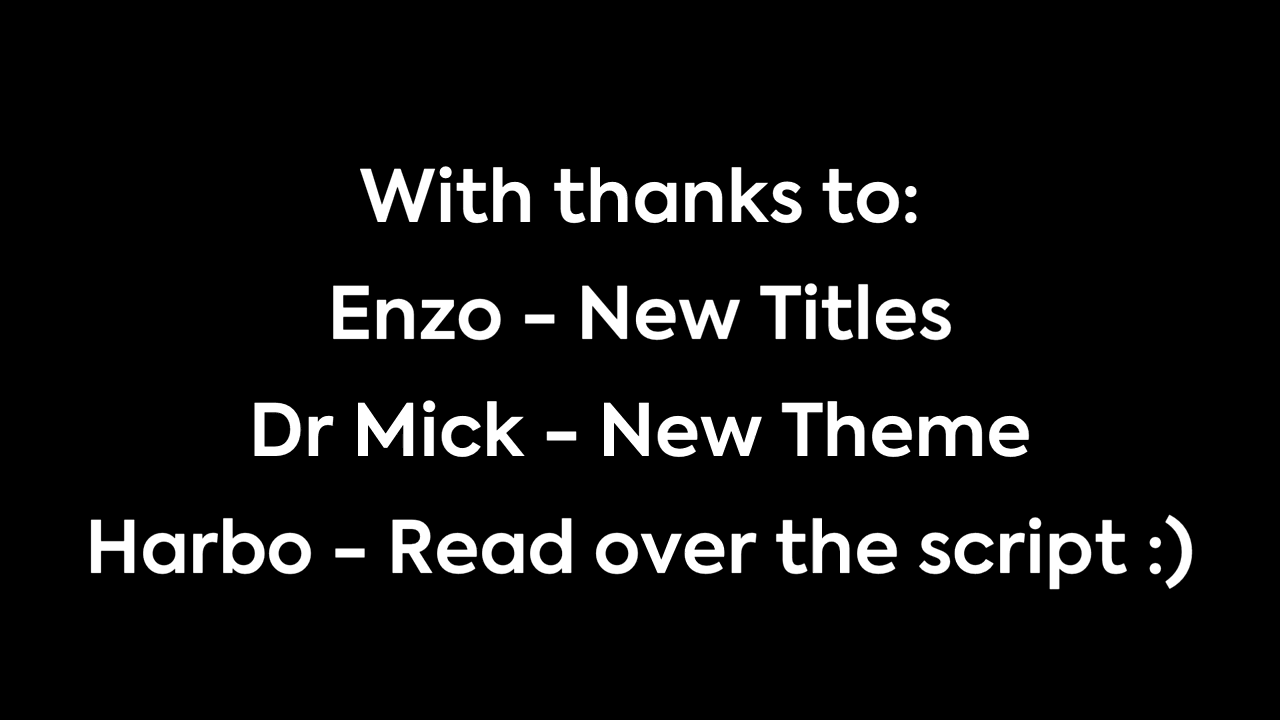 With thanks to:
Enzo - New Titles
Dr Mick - New Theme
Harbo - Read over the script :)